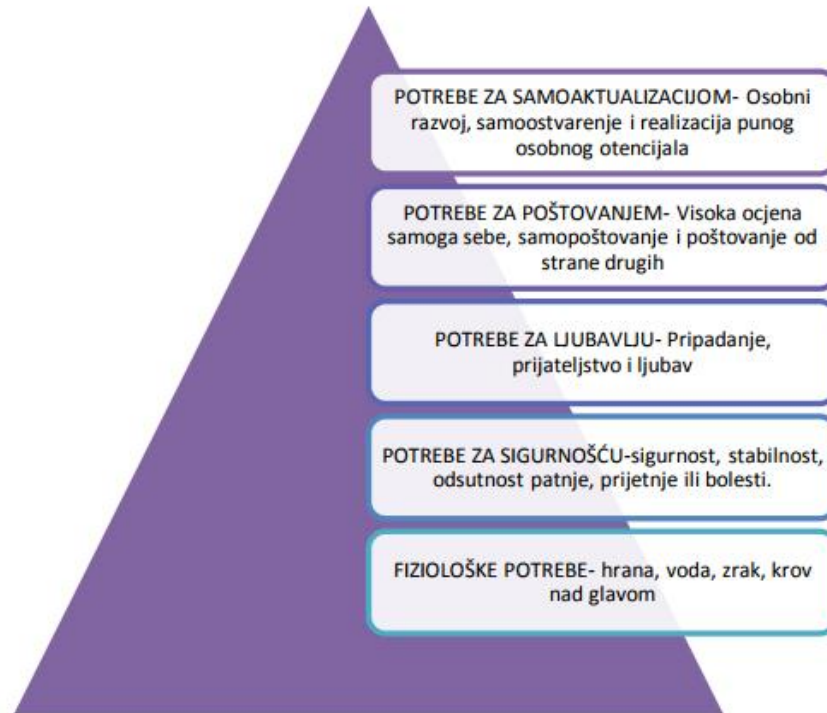 POTREBE ZA SAMOAKTUALIZACIJOM- Osobni
razvoj, samoostvarenje i realizacija punog
osobnog otencijala
POTREBE ZA POŠTOVANJEM- Visoka ocjena
samoga sebe, samopoštovanje i poštovanje od
strane drugih
POTREBE ZA LJUBAVLJU- Pripadanje,
prijateljstvo i ljubav
POTREBE ZA SIGURNOŠĆU-sigurnost, stabilnost,
odsutnost patnje, prijetnje ili bolesti.
FIZIOLOŠKE POTREBE- hrana, voda, zrak, krov
nad glavom